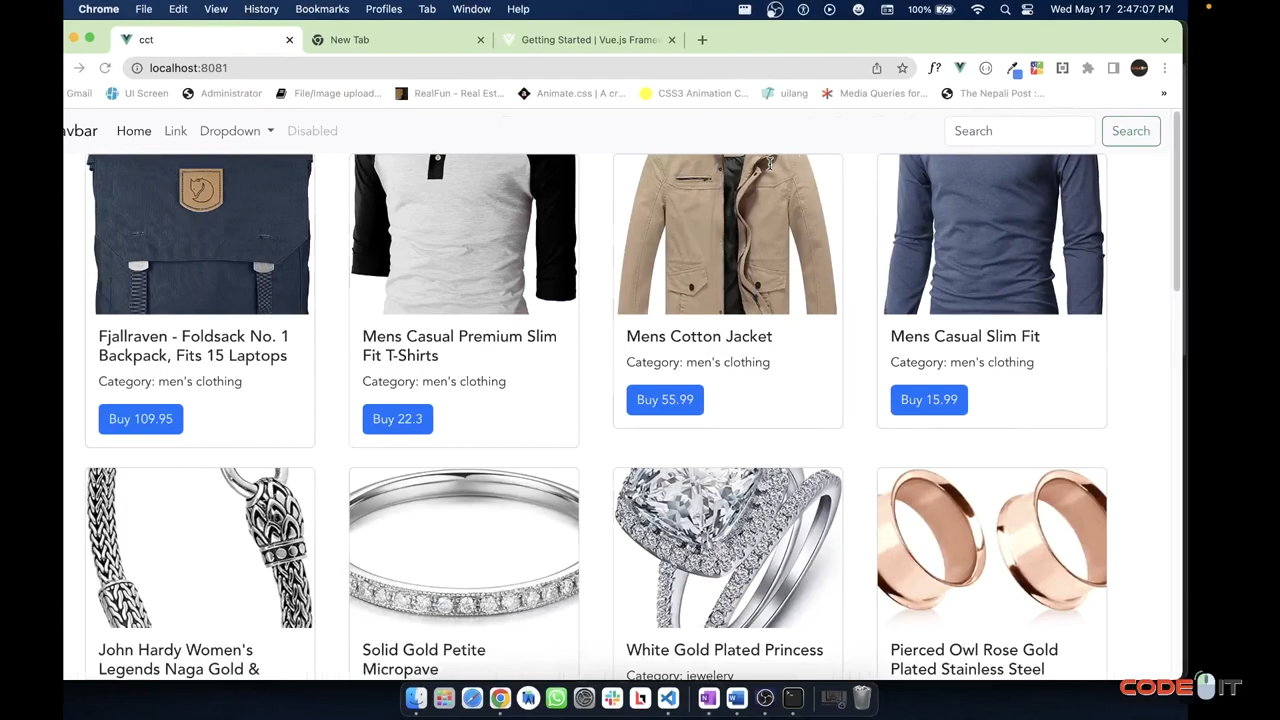 Chrome File Edit View History Bookmarks Profiles Tab Window Help 100% Wed May 17 2:47:07 PM
cct New Tab Getting Started | Vue.js Frame
localhost:8081 f?
Gmail UI Screen Administrator File/Image upload... RealFun - Real Est... Animate.css | A cr... CSS3 Animation C... uilang Media Queries for... The Nepali Post :... »
avbar Home Link Dropdown Disabled Search Search
Fjallraven - Foldsack No. 1
Backpack, Fits 15 Laptops
Category: men's clothing
Buy 109.95
Mens Casual Premium Slim
Fit T-Shirts
Category: men's clothing
Buy 22.3
Mens Cotton Jacket
Category: men's clothing
Buy 55.99
Mens Casual Slim Fit
Category: men's clothing
Buy 15.99
John Hardy Women's
Legends Naga Gold &
Solid Gold Petite
Micropave
White Gold Plated Princess
Category: jewelery
Pierced Owl Rose Gold
Plated Stainless Steel
CODE IT